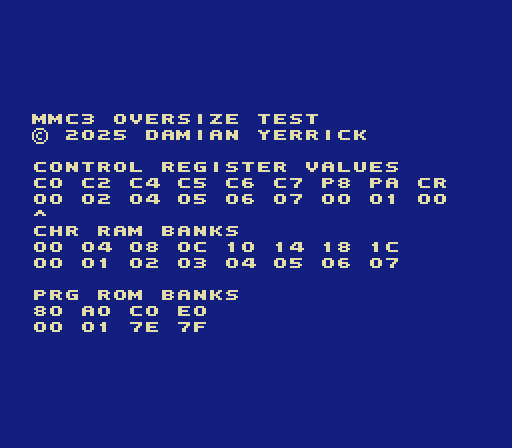 MMC3 OVERSIZE TEST
© 2025 DAMIAN YERRICK
CONTROL REGISTER VALUES
C0 C2 C4 C5 C6 C7 P8 PA CR
00 02 04 05 06 07 00 01 00
^
CHR RAM BANKS
00 04 08 0C 10 14 18 1C
00 01 02 03 04 05 06 07
PRG ROM BANKS
80 A0 C0 E0
00 01 7E 7F